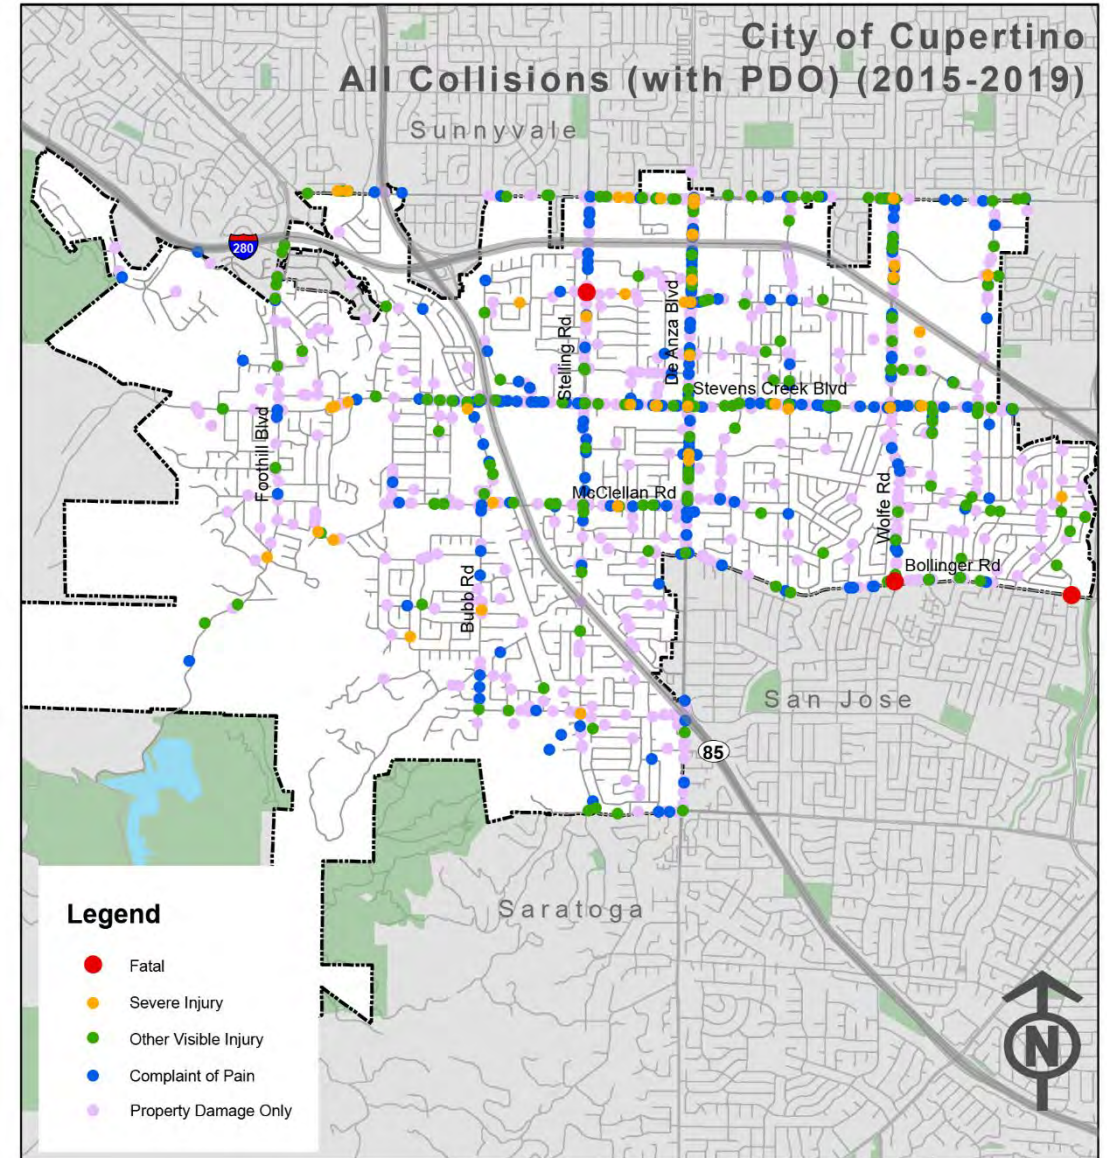 City of Cupertino
All Collisions (with PDO) (2015-2019)
Sunnyvale
280
Stelling Rd
De Anza Blvd
Stevens Creek Blvd
Foothill Blvd
McClellan Rd
Wolfe Rd
Bollinger Rd
Bubb Rd
San Jose
85
Saratoga
Legend
Fatal
Severe Injury
Other Visible Injury
Complaint of Pain
Property Damage Only
N